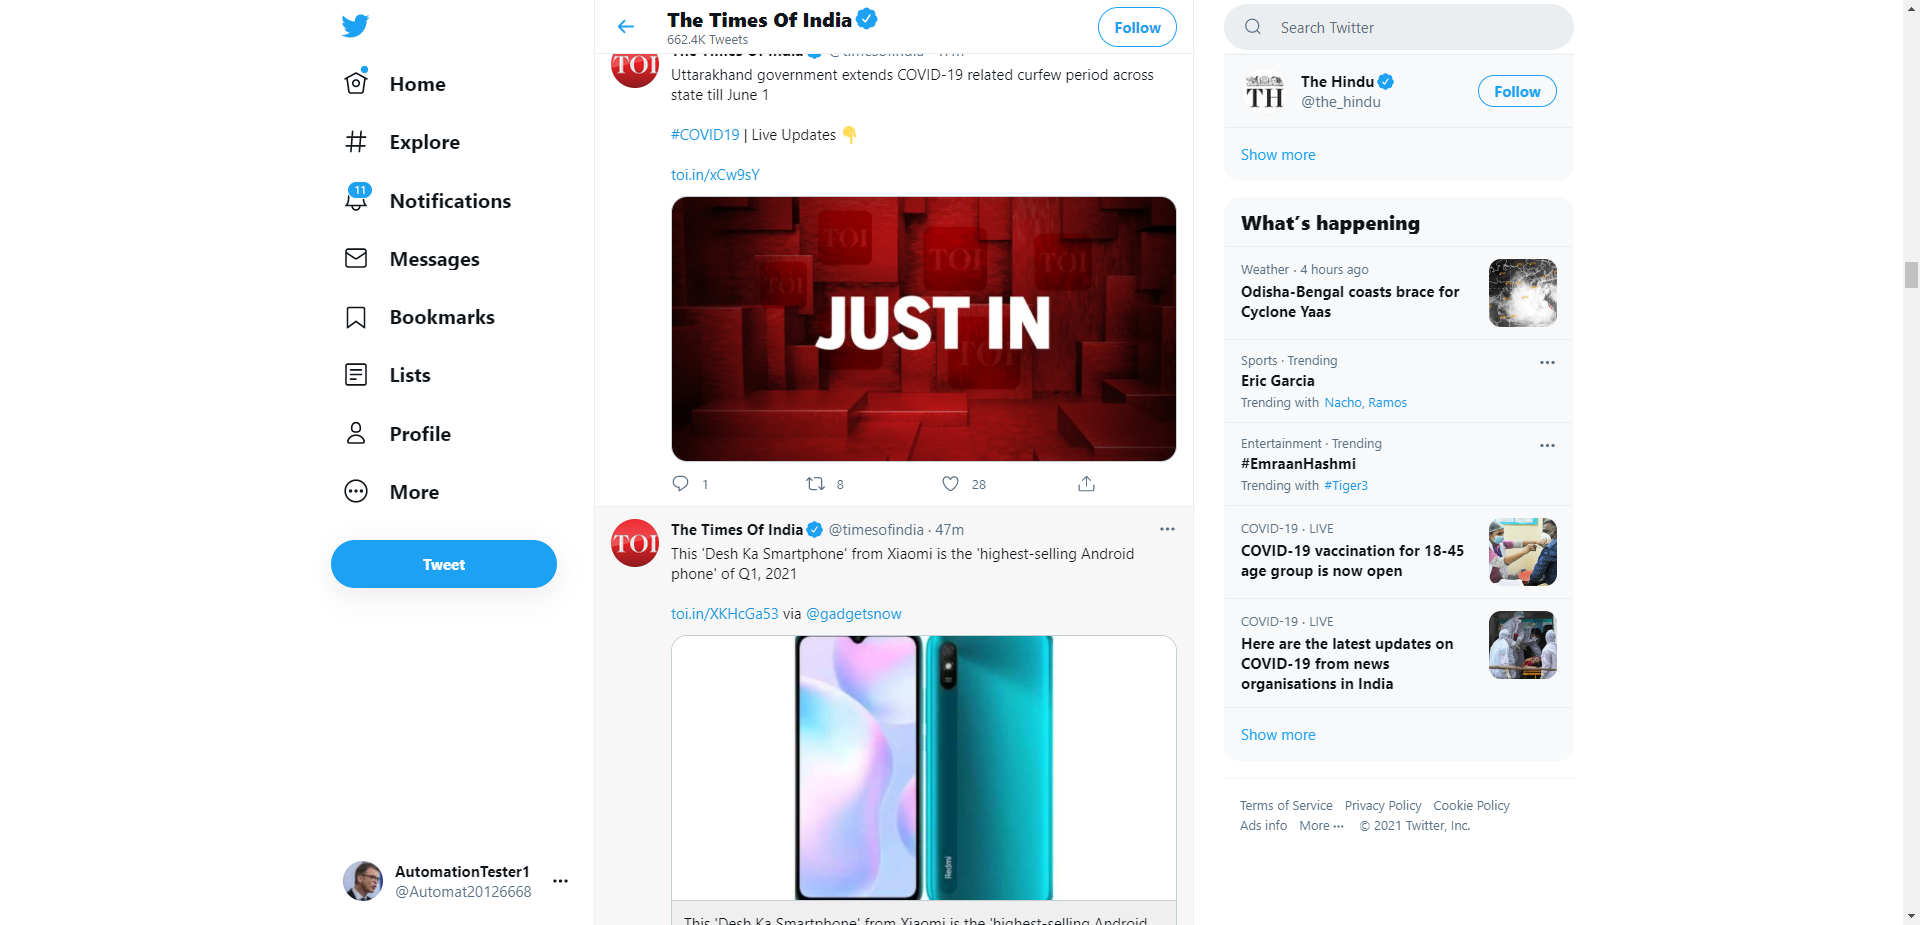 Home
Explore
11
Notifications
Messages
Bookmarks
Lists
Profile
More
Tweet
AutomationTester1
@Automat20126668
The Times Of India
662.4K Tweets
Follow
The Times Of India @timesofindia · 47m
TOI
Uttarakhand government extends COVID-19 related curfew period across
state till June 1
#COVID19 | Live Updates 👇
toi.in/xCw9sY
TOI
TOI
TOI
TOI
JUST IN
TOI
1
8
28
TOI
The Times Of India @timesofindia · 47m
This 'Desh Ka Smartphone' from Xiaomi is the 'highest-selling Android
phone' of Q1, 2021
toi.in/XKHcGa53 via @gadgetsnow
Redmi
This 'Desh Ka Smartphone' from Xiaomi is the 'highest-selling Android
Search Twitter
TH
The Hindu
@the_hindu
Follow
Show more
What's happening
Weather · 4 hours ago
Odisha-Bengal coasts brace for
Cyclone Yaas
Sports · Trending
Eric Garcia
Trending with Nacho, Ramos
Entertainment · Trending
#EmraanHashmi
Trending with #Tiger3
COVID-19 · LIVE
COVID-19 vaccination for 18-45
age group is now open
COVID-19 · LIVE
Here are the latest updates on
COVID-19 from news
organisations in India
Show more
Terms of Service Privacy Policy Cookie Policy
Ads info More ··· © 2021 Twitter, Inc.